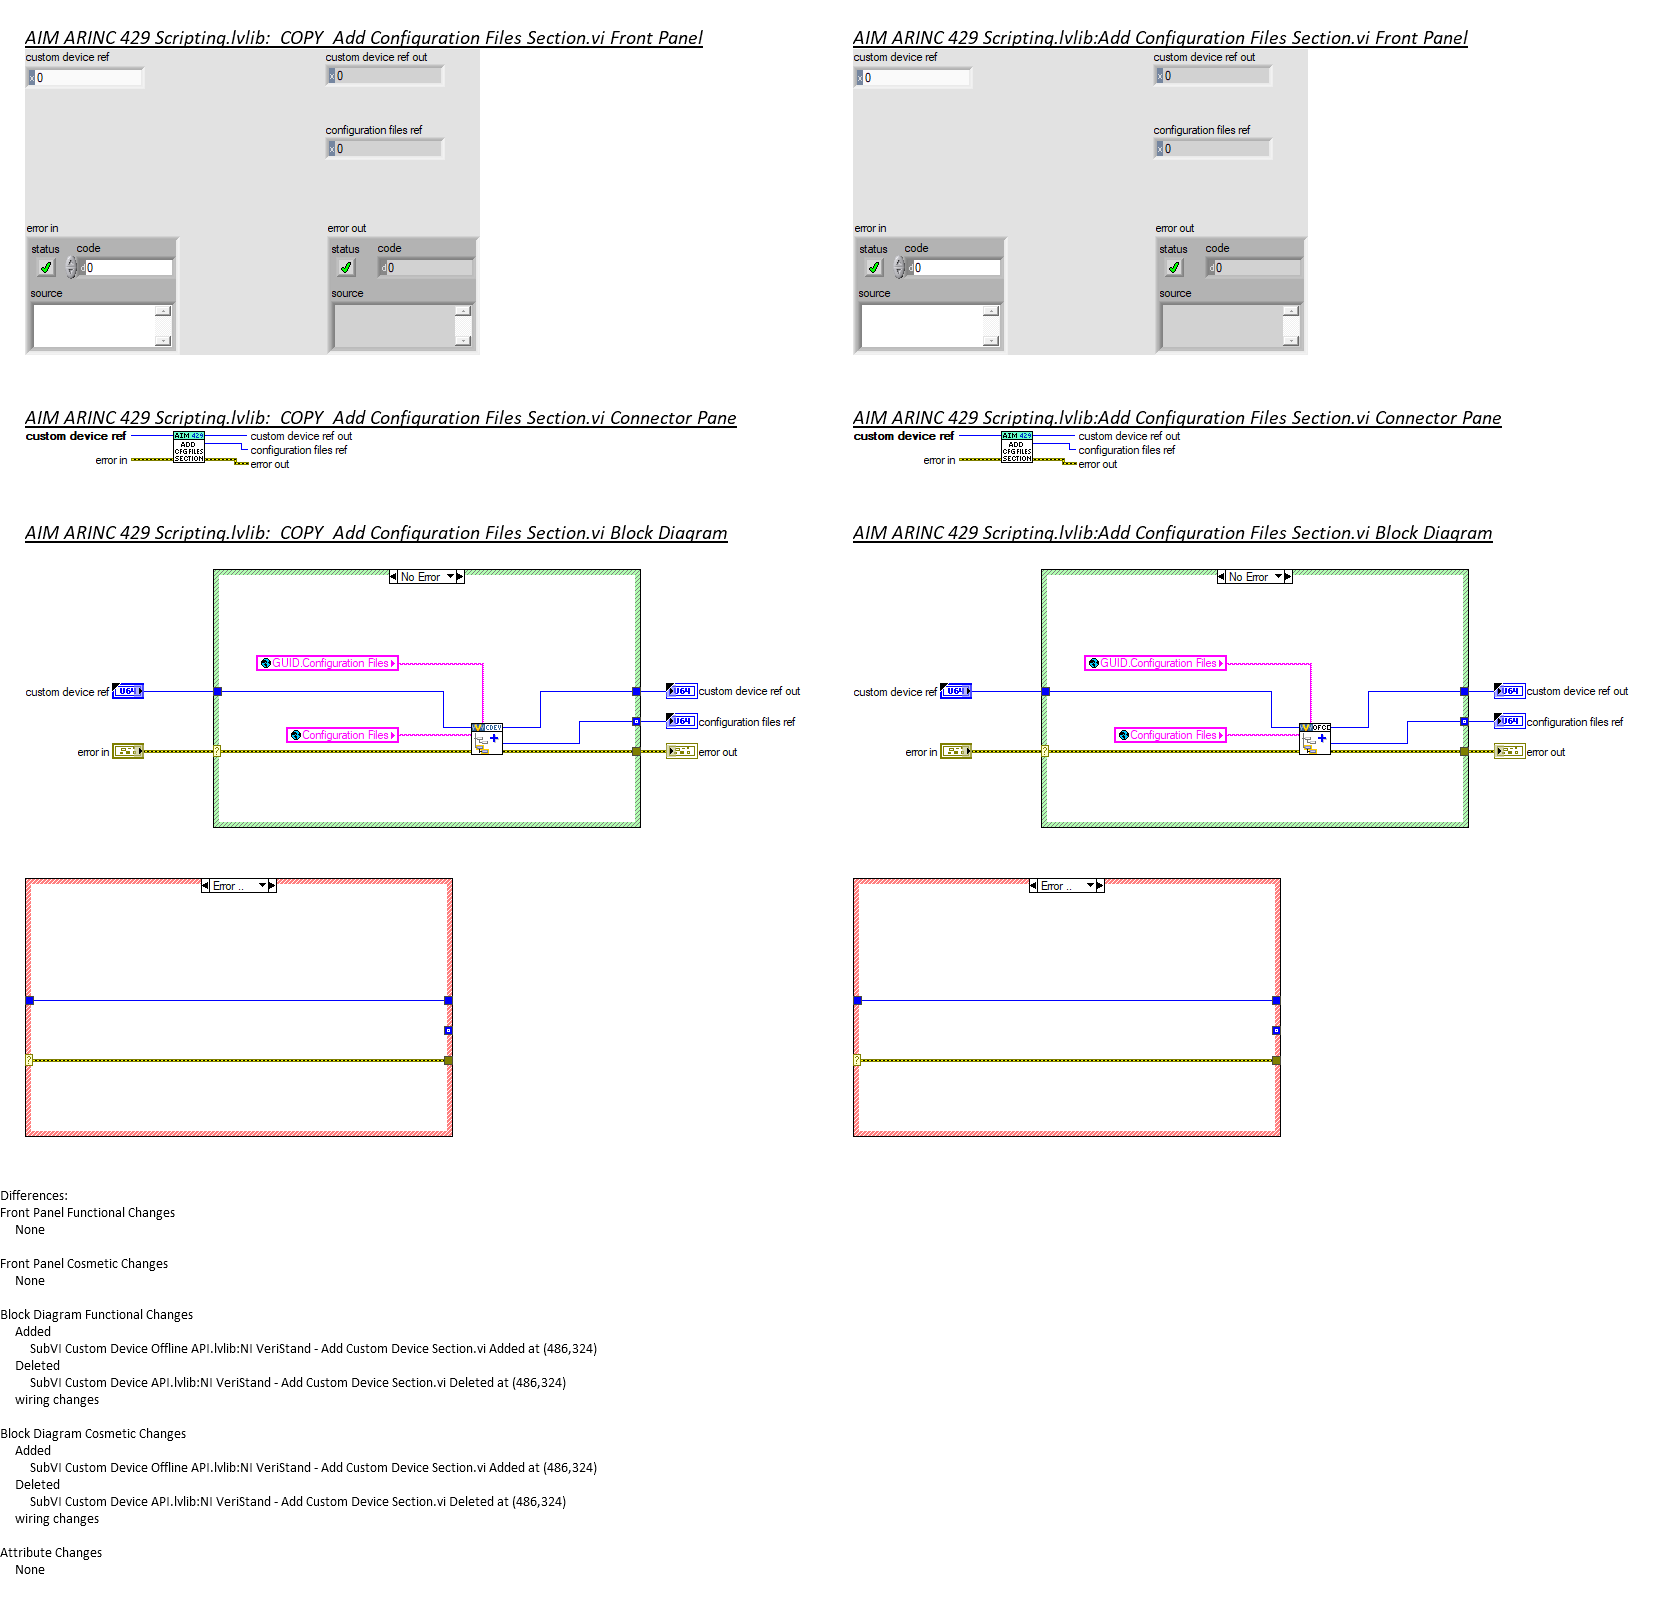 AIM ARINC 429 Scripting.lvlib:  COPY  Add Configuration Files Section.vi Front Panel
custom device ref
custom device ref out
x 0
x 0
configuration files ref
x 0
error in
error out
status code
status code
d 0
d 0
source
source
AIM ARINC 429 Scripting.lvlib:Add Configuration Files Section.vi Front Panel
custom device ref
custom device ref out
x 0
x 0
configuration files ref
x 0
error in
error out
status code
status code
d 0
d 0
source
source
AIM ARINC 429 Scripting.lvlib:  COPY  Add Configuration Files Section.vi Connector Pane
custom device ref
AIM 429
ADD
CFG FILES
SECTION
custom device ref out
configuration files ref
error in
error out
AIM ARINC 429 Scripting.lvlib:Add Configuration Files Section.vi Connector Pane
custom device ref
AIM 429
ADD
CFG FILES
SECTION
custom device ref out
configuration files ref
error in
error out
AIM ARINC 429 Scripting.lvlib:  COPY  Add Configuration Files Section.vi Block Diagram
No Error
GUID.Configuration Files
custom device ref
U64
U64
custom device ref out
CDEV
U64
configuration files ref
Configuration Files
error in
?
error out
Error ..
?
AIM ARINC 429 Scripting.lvlib:Add Configuration Files Section.vi Block Diagram
No Error
GUID.Configuration Files
custom device ref
U64
U64
custom device ref out
U64
configuration files ref
Configuration Files
error in
?
error out
Error ..
?
Differences:
Front Panel Functional Changes
None
Front Panel Cosmetic Changes
None
Block Diagram Functional Changes
Added
SubVI Custom Device Offline API.lvlib:NI VeriStand - Add Custom Device Section.vi Added at (486,324)
Deleted
SubVI Custom Device API.lvlib:NI VeriStand - Add Custom Device Section.vi Deleted at (486,324)
wiring changes
Block Diagram Cosmetic Changes
Added
SubVI Custom Device Offline API.lvlib:NI VeriStand - Add Custom Device Section.vi Added at (486,324)
Deleted
SubVI Custom Device API.lvlib:NI VeriStand - Add Custom Device Section.vi Deleted at (486,324)
wiring changes
Attribute Changes
None